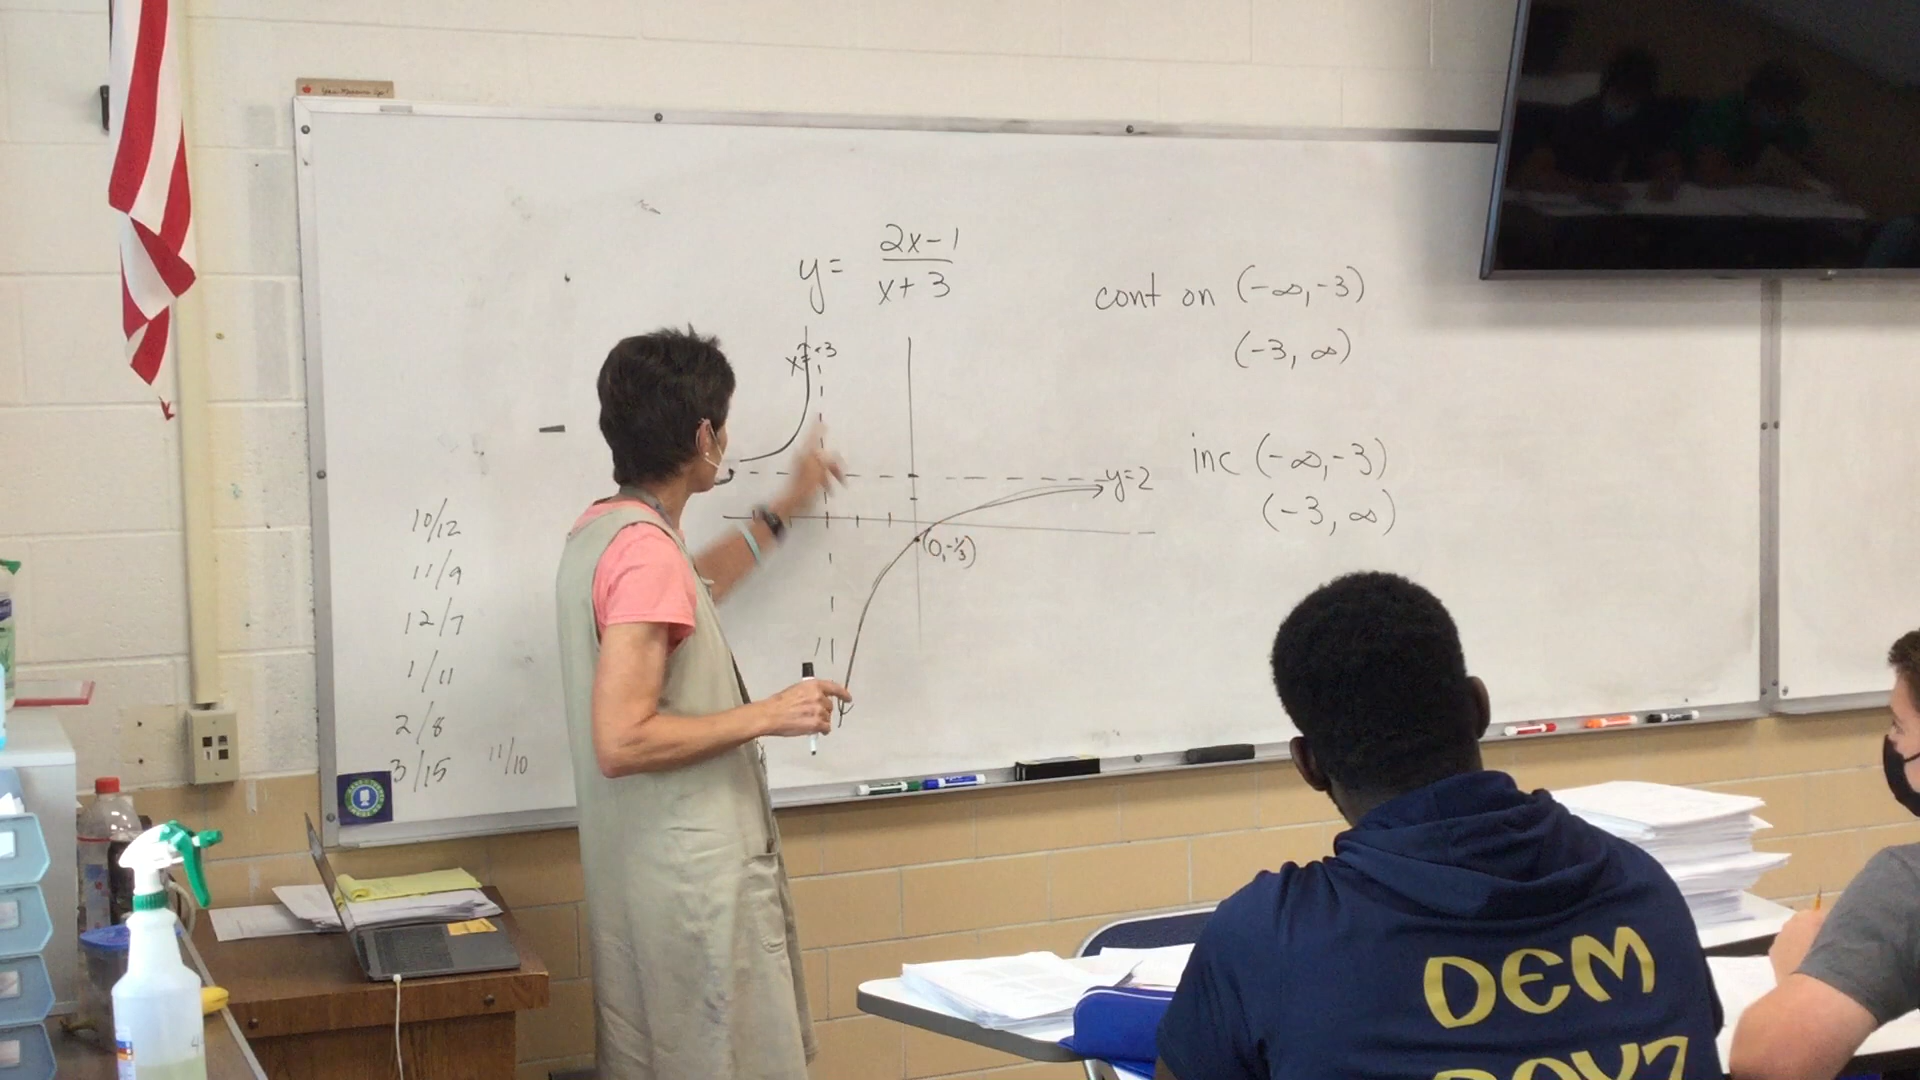 y = 2x-1
x+3
x=-3
y=2
(0,-1/3)
cont on (-∞,-3)
(-3, ∞)
inc (-∞,-3)
(-3, ∞)
10/12
11/9
12/7
1/11
2/8
3/15
11/10
DEM
BOYZ